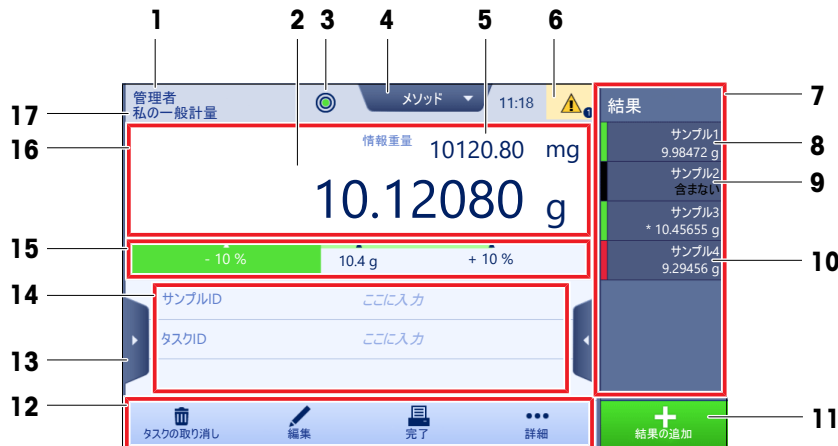 1
2
3
4
5
6
管理者
私の一般計量
メソッド
11:18
1
結果
7
17
16
情報重量
10120.80 mg
10.12080 g
サンプル1
9.98472 g
8
サンプル2
含まない
9
サンプル3
* 10.45655 g
サンプル4
9.29456 g
10
15
- 10 %
10.4 g
+ 10 %
14
サンプルID
ここに入力
タスクID
ここに入力
13
12
タスクの取り消し
編集
完了
詳細
結果の追加
11